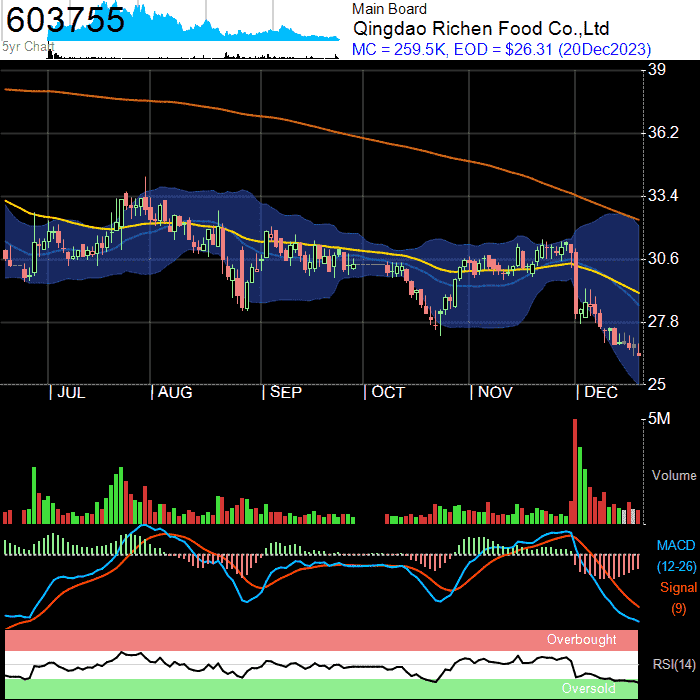 603755
Main Board
Qingdao Richen Food Co.,Ltd
MC = 259.5K, EOD = $26.31 (20Dec2023)
5yr Chart
39
36.2
33.4
30.6
27.8
25
JUL AUG SEP OCT NOV DEC
5M
Volume
MACD
(12-26)
Signal
(9)
Overbought
RSI(14)
Oversold